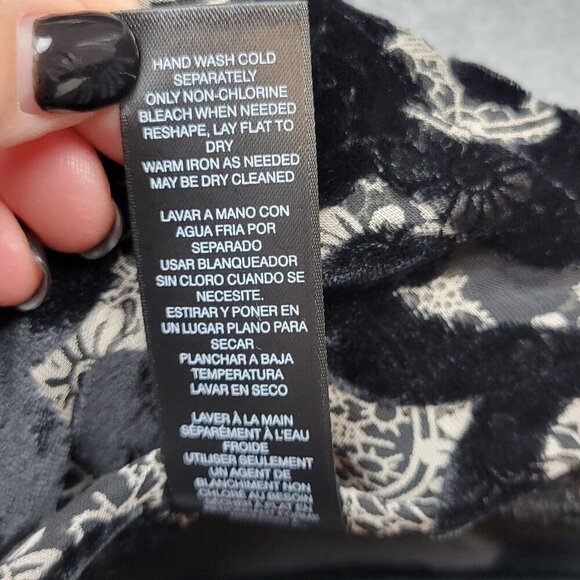 HAND WASH COLD
SEPARATELY
ONLY NON-CHLORINE
BLEACH WHEN NEEDED
RESHAPE, LAY FLAT TO
DRY
WARM IRON AS NEEDED
MAY BE DRY CLEANED
LAVAR A MANO CON
AGUA FRIA POR
SEPARADO
USAR BLANQUEADOR
SIN CLORO CUANDO SE
NECESITE.
ESTIRAR Y PONER EN
UN LUGAR PLANO PARA
SECAR
PLANCHAR A BAJA
TEMPERATURA
LAVAR EN SECO
LAVER À LA MAIN
SÉPARÉMENT À L'EAU
FROIDE
UTILISER SEULEMENT
UN AGENT DE
BLANCHIMENT NON
CHLORÉ AU BESOIN